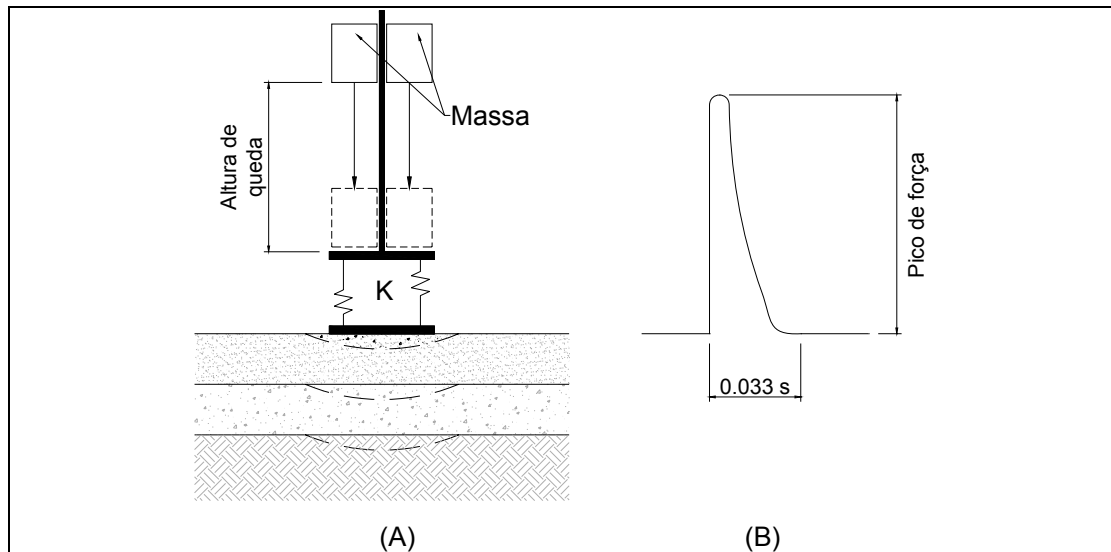 Altura de
queda
Massa
K
Pico de força
0.033 s
(A)
(B)